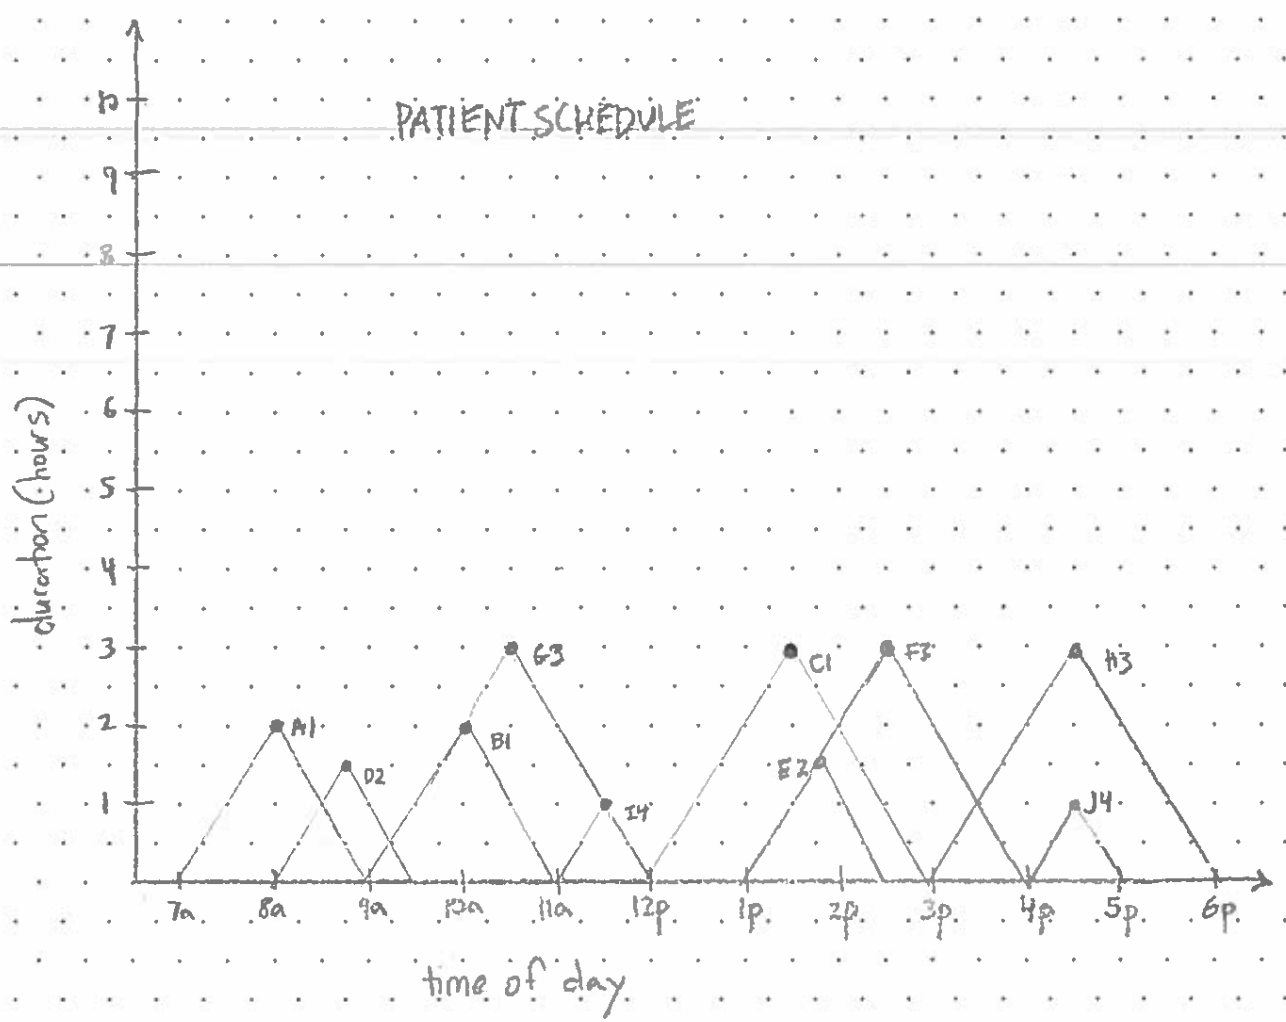 PATIENT SCHEDULE
10
9
8
7
6
5
4
3
2
1
duration (hours)
G3
C1
F3
H3
A1
B1
D2
E2
I4
J4
7a 8a 9a 10a 11a 12p 1p 2p 3p 4p 5p 6p
time of day